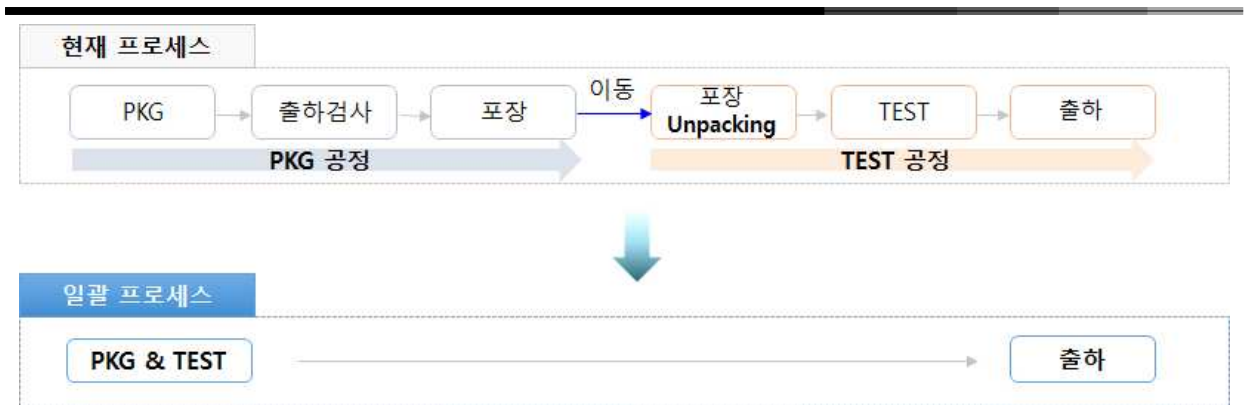 현재 프로세스
PKG
출하검사
포장
이동
포장
Unpacking
TEST
출하
PKG 공정
TEST 공정
일괄 프로세스
PKG & TEST
출하